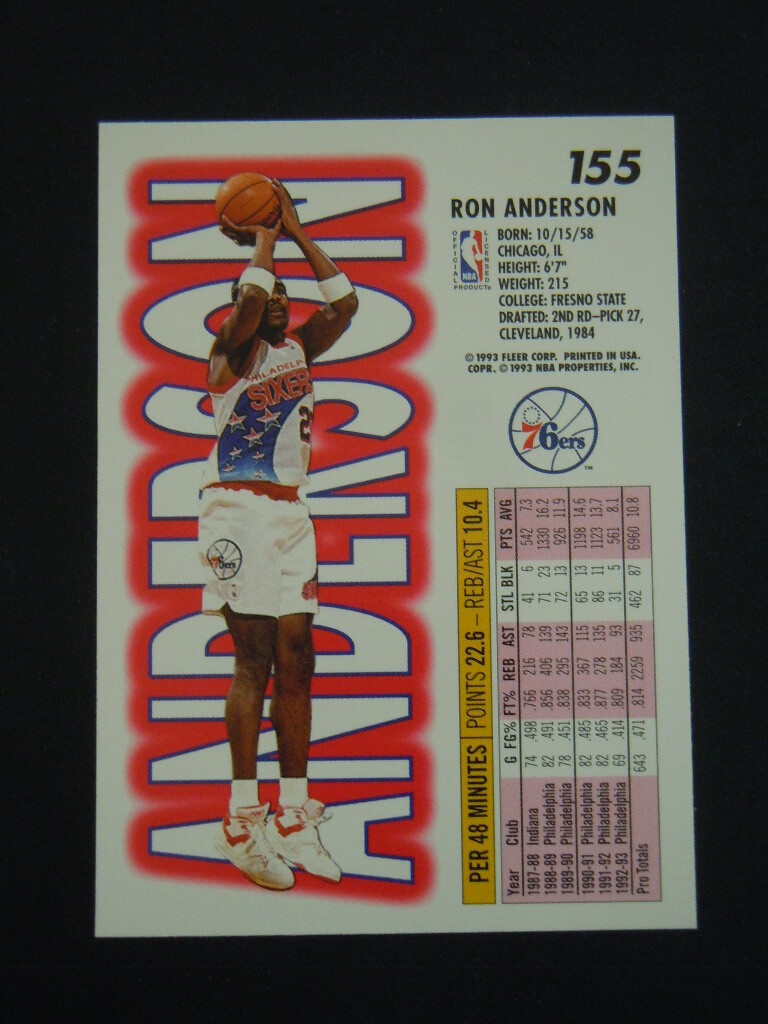 155
RON ANDERSON
OFFICIAL LICENSED
NBA
PRODUCT
BORN: 10/15/58
CHICAGO, IL
HEIGHT: 6'7"
WEIGHT: 215
COLLEGE: FRESNO STATE
DRAFTED: 2ND RD–PICK 27,
CLEVELAND, 1984
© 1993 FLEER CORP. PRINTED IN USA.
COPR. © 1993 NBA PROPERTIES, INC.
76ers
TM
ANDERSON
PHILADELPHIA
SIXERS
76ers
PER 48 MINUTES POINTS 22.6 – REB/AST 10.4
Year Club G FG% FT% REB AST STL BLK PTS AVG
1987-88 Indiana 74 .498 .766 216 78 41 6 542 7.3
1988-89 Philadelphia 82 .491 .856 406 139 71 23 1330 16.2
1989-90 Philadelphia 78 .451 .838 295 143 72 13 926 11.9
1990-91 Philadelphia 82 .485 .833 367 115 65 13 1198 14.6
1991-92 Philadelphia 82 .465 .877 278 135 86 11 1123 13.7
1992-93 Philadelphia 69 .414 .809 184 93 31 5 561 8.1
Pro Totals 643 .471 .814 2259 935 462 87 6960 10.8